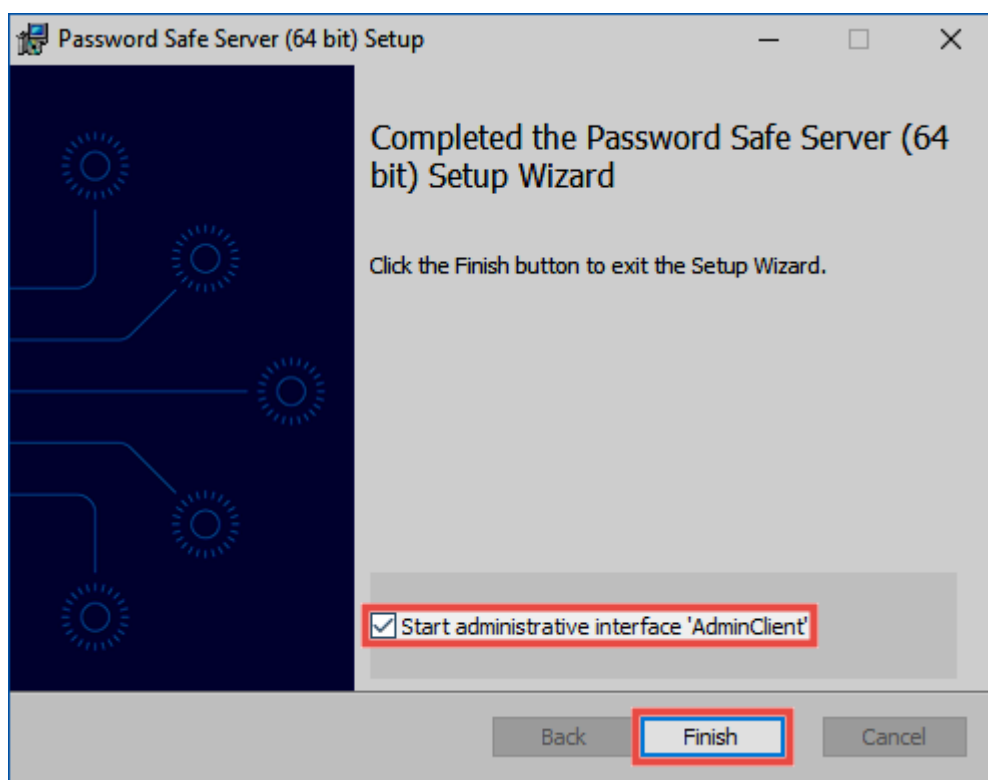 Password Safe Server (64 bit) Setup
Completed the Password Safe Server (64
bit) Setup Wizard
Click the Finish button to exit the Setup Wizard.
Start administrative interface 'AdminClient'
Back Finish Cancel